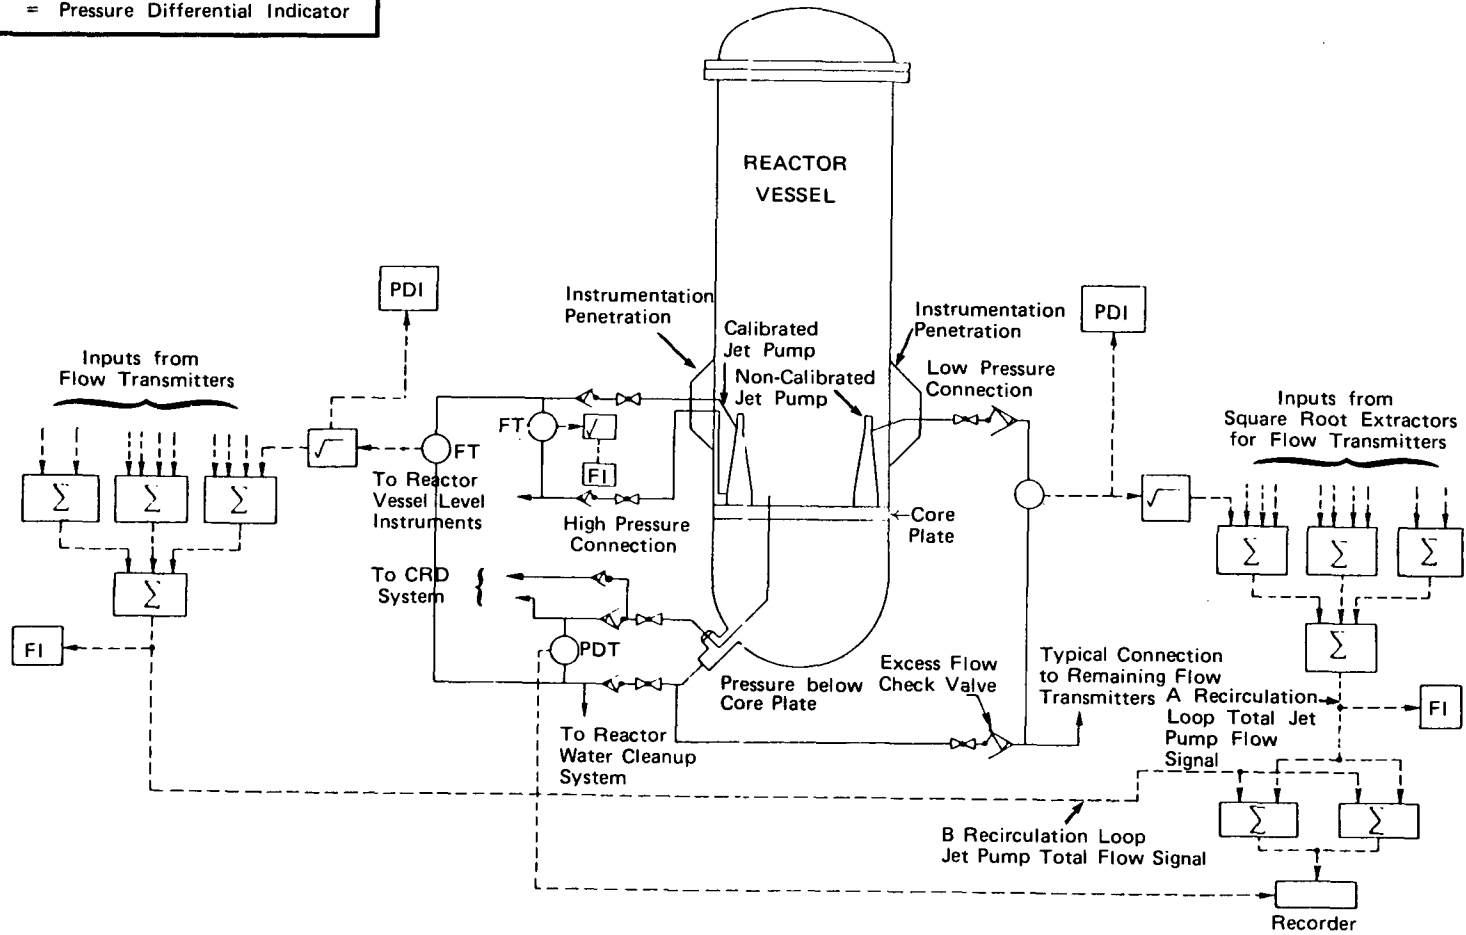 = Pressure Differential Indicator
REACTOR
VESSEL
PDI
Instrumentation
Penetration
Calibrated
Jet Pump
Non-Calibrated
Jet Pump
Instrumentation
Penetration
Low Pressure
Connection
PDI
Inputs from
Flow Transmitters
Inputs from
Square Root Extractors
for Flow Transmitters
√
FT
FT
√
FI
To Reactor
Vessel Level
Instruments
High Pressure
Connection
Core
Plate
√
Σ
Σ
Σ
Σ
Σ
Σ
To CRD
System
Σ
Σ
FI
PDT
Pressure below
Core Plate
Excess Flow
Check Valve
Typical Connection
to Remaining Flow
Transmitters
A Recirculation
Loop Total Jet
Pump Flow
Signal
FI
To Reactor
Water Cleanup
System
B Recirculation Loop
Jet Pump Total Flow Signal
Σ
Σ
Recorder